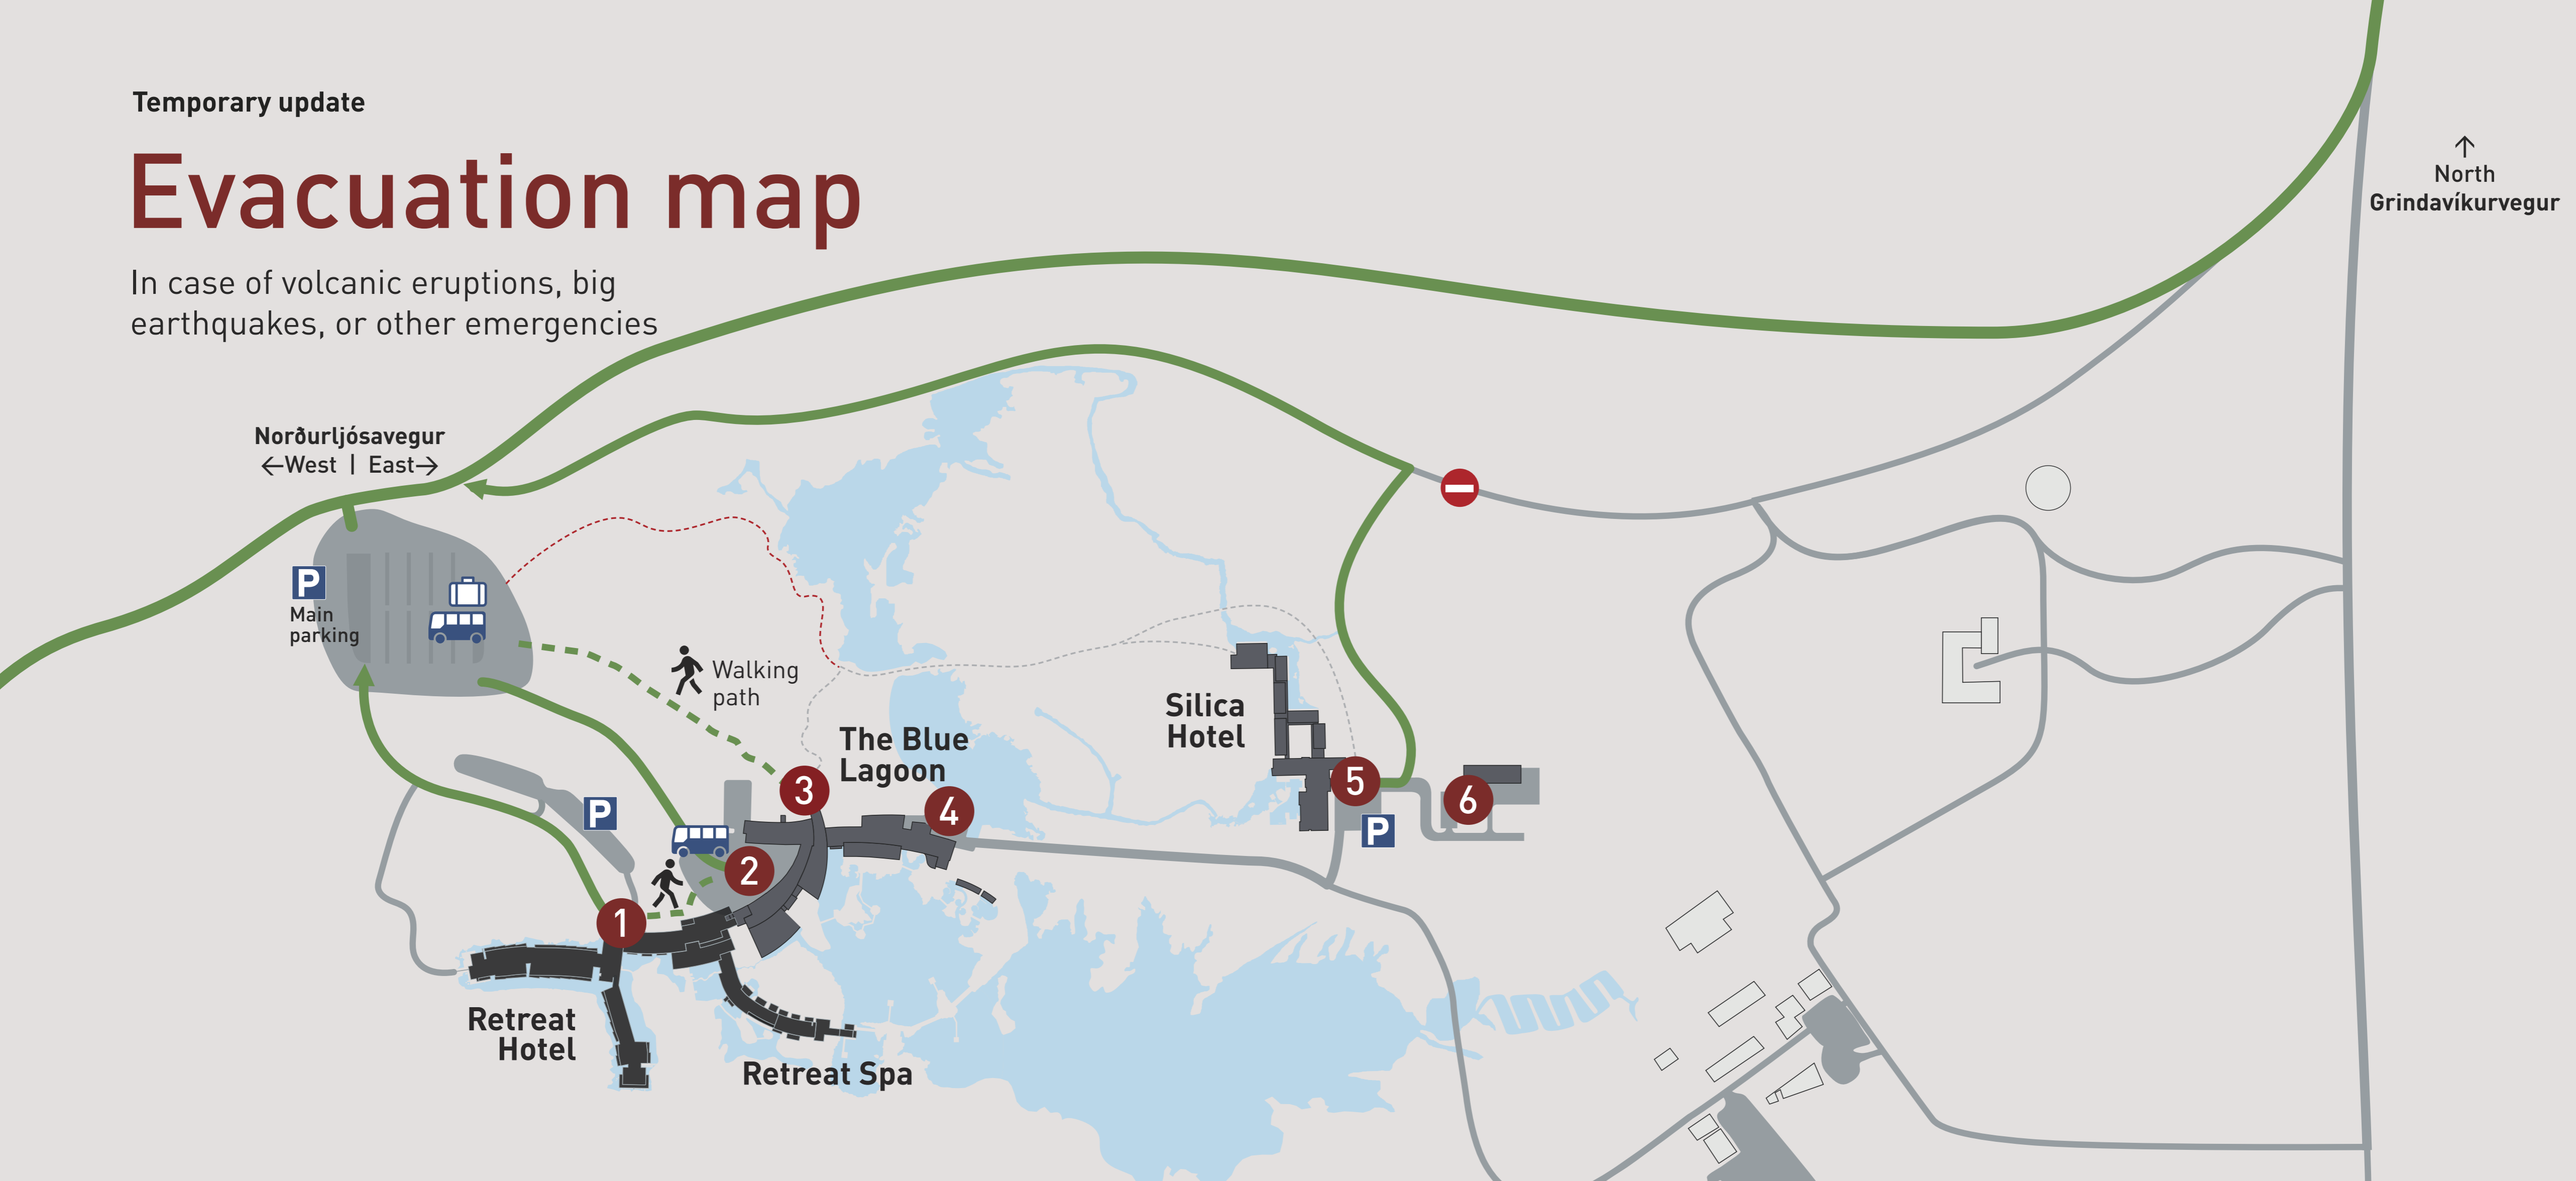 Temporary update
Evacuation map
In case of volcanic eruptions, big
earthquakes, or other emergencies
↑
North
Grindavíkurvegur
Norðurljósavegur
←West | East→
P
Main
parking
Walking
path
Silica
Hotel
The Blue
Lagoon
3
4
5
6
P
P
2
1
Retreat
Hotel
Retreat Spa